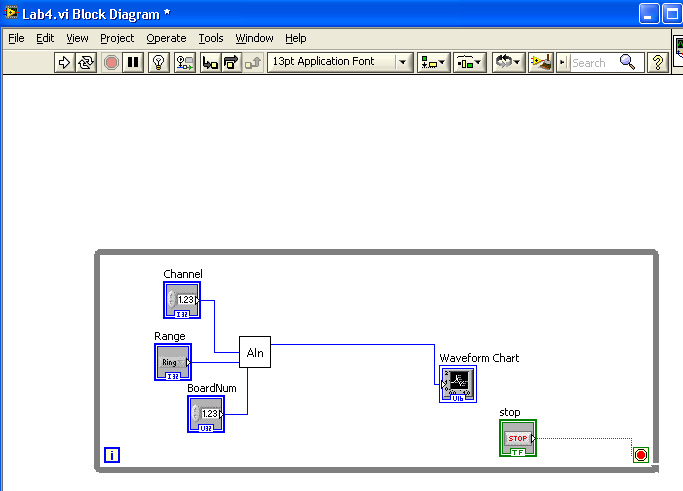 Lab4.vi Block Diagram *
File Edit View Project Operate Tools Window Help
13pt Application Font
Search
?
Channel
1.23
I32
Range
Ring
I32
AIn
BoardNum
1.23
U32
Waveform Chart
U16
stop
STOP
TF
i